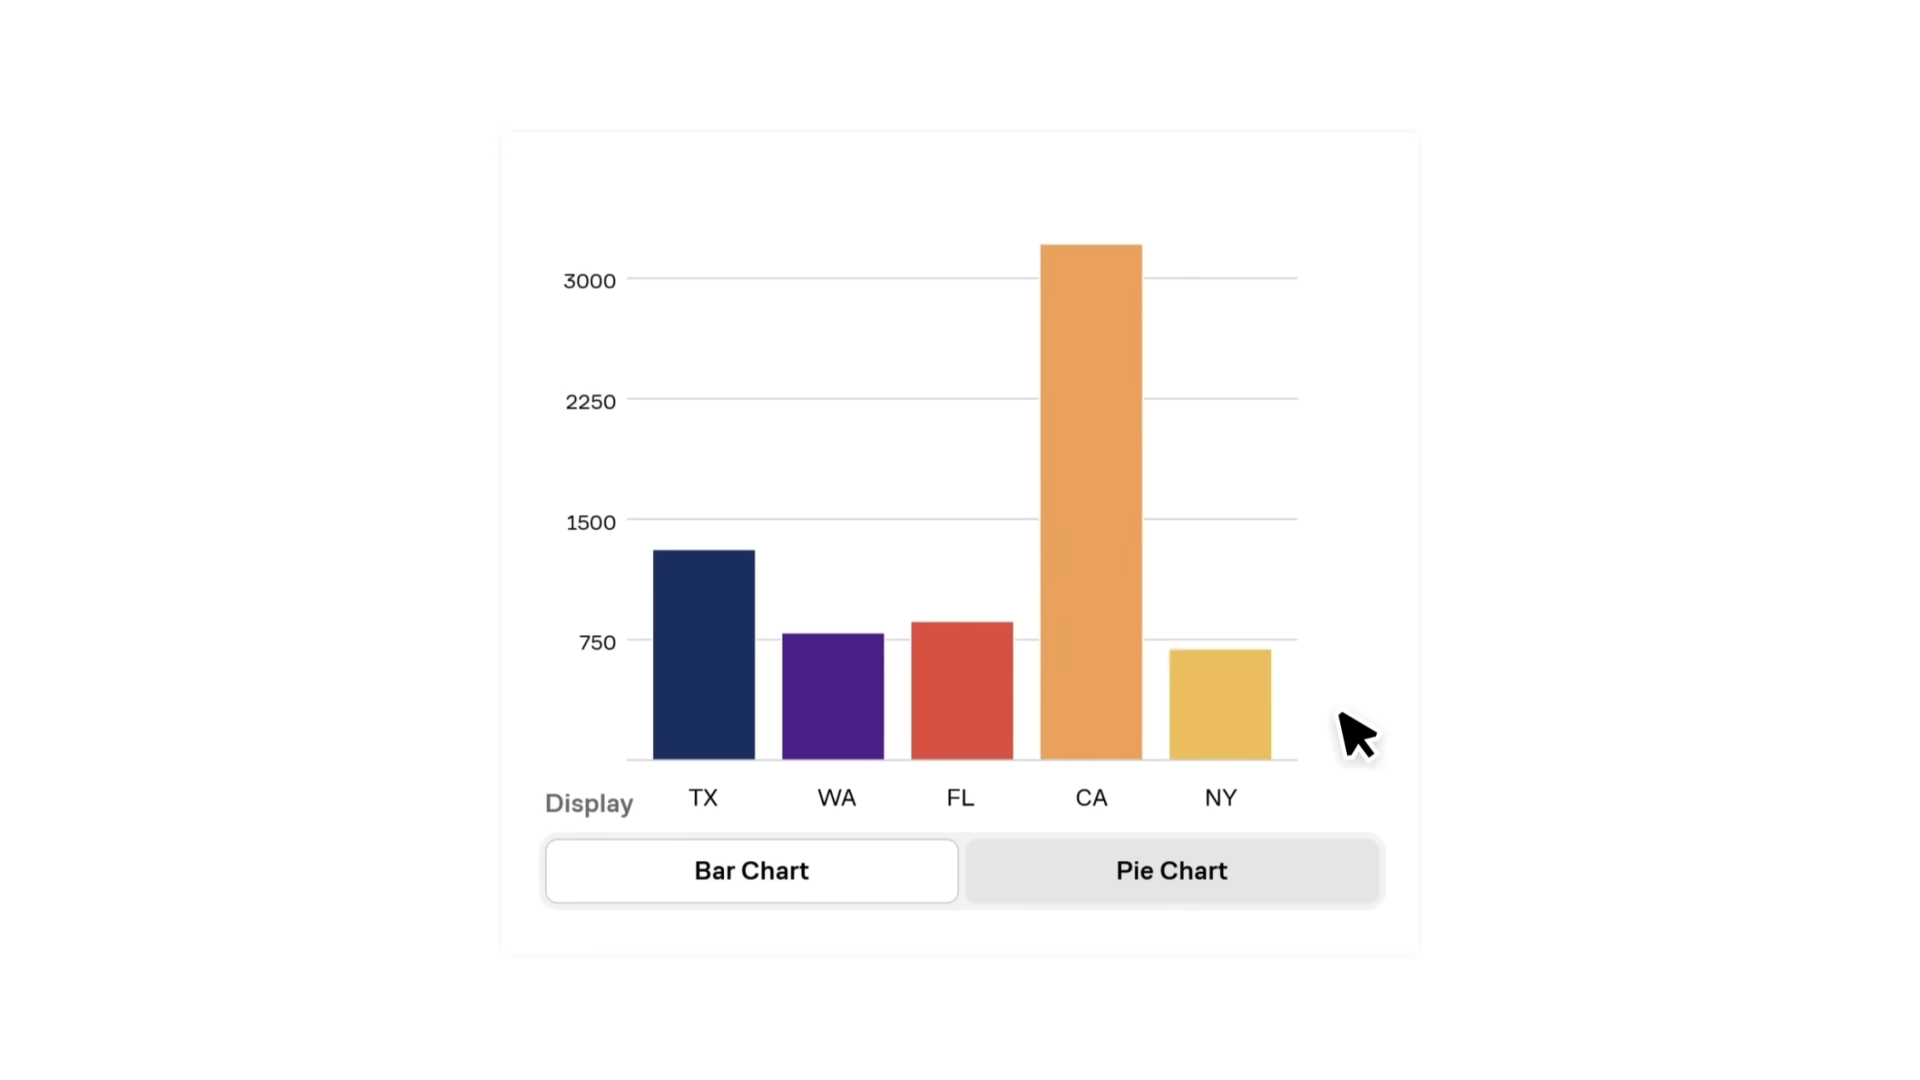 3000
2250
1500
750
TX WA FL CA NY
Display
Bar Chart Pie Chart